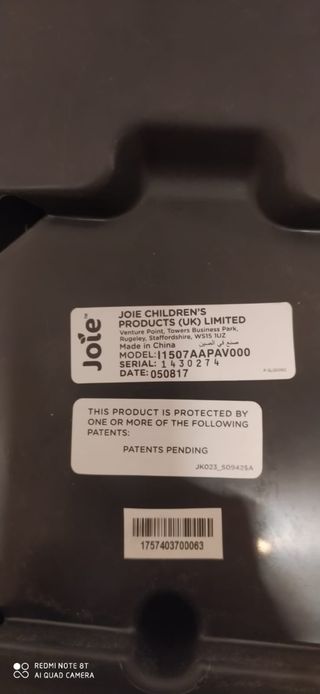 Joie™
JOIE CHILDREN'S
PRODUCTS (UK) LIMITED
Venture Point, Towers Business Park,
Rugeley, Staffordshire, WS15 1UZ
Made in China صنع في الصين
MODEL: I1507AAPAV000
SERIAL: 1430274
DATE: 050817
THIS PRODUCT IS PROTECTED BY
ONE OR MORE OF THE FOLLOWING
PATENTS:
PATENTS PENDING
JK023_S09425A
1757403700063
REDMI NOTE 8T
AI QUAD CAMERA